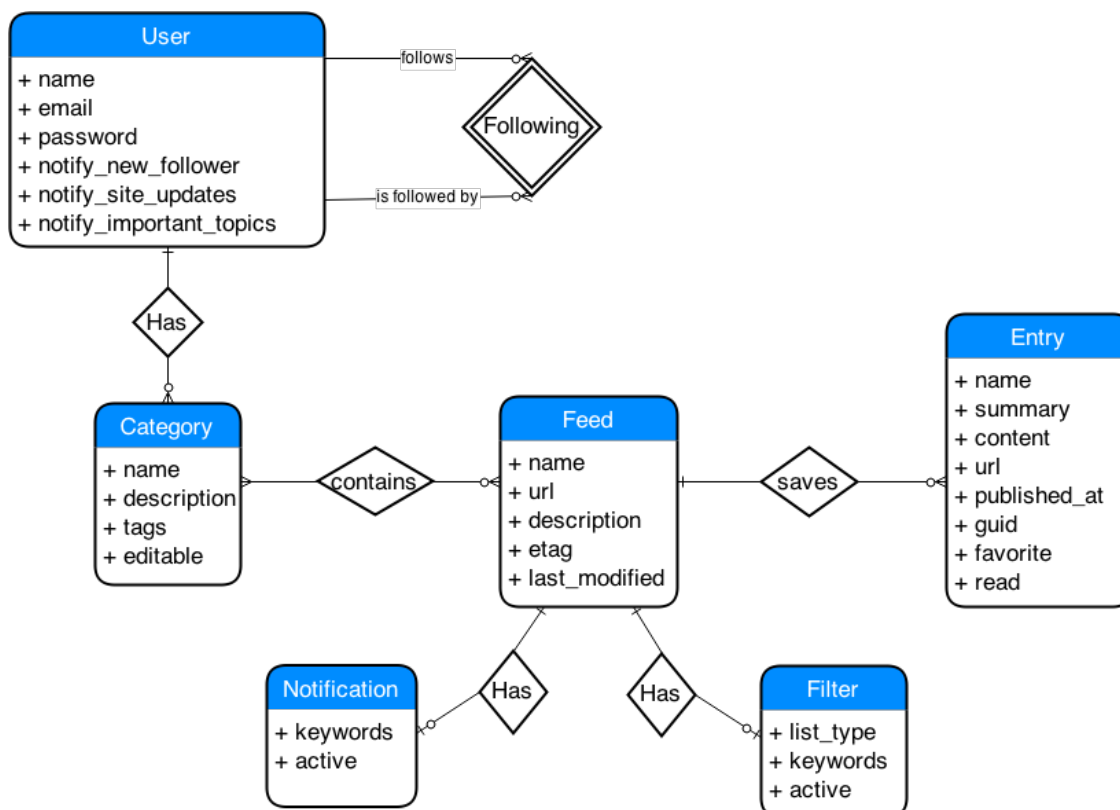 User
+ name
+ email
+ password
+ notify_new_follower
+ notify_site_updates
+ notify_important_topics
follows
Following
is followed by
Has
Category
+ name
+ description
+ tags
+ editable
contains
Feed
+ name
+ url
+ description
+ etag
+ last_modified
saves
Entry
+ name
+ summary
+ content
+ url
+ published_at
+ guid
+ favorite
+ read
Has
Has
Notification
+ keywords
+ active
Filter
+ list_type
+ keywords
+ active